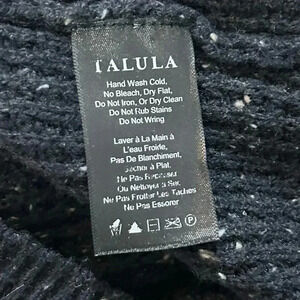 TALULA
Hand Wash Cold,
No Bleach, Dry Flat,
Do Not Iron, Or Dry Clean
Do Not Rub Stains
Do Not Wring
Laver à La Main à
L'eau Froide,
Pas De Blanchiment,
Sécher à Plat.
Ne Pas Repasser
Ou Nettoyer à Sec
Ne Pas Frotter Les Taches
Ne Pas Essorer
P